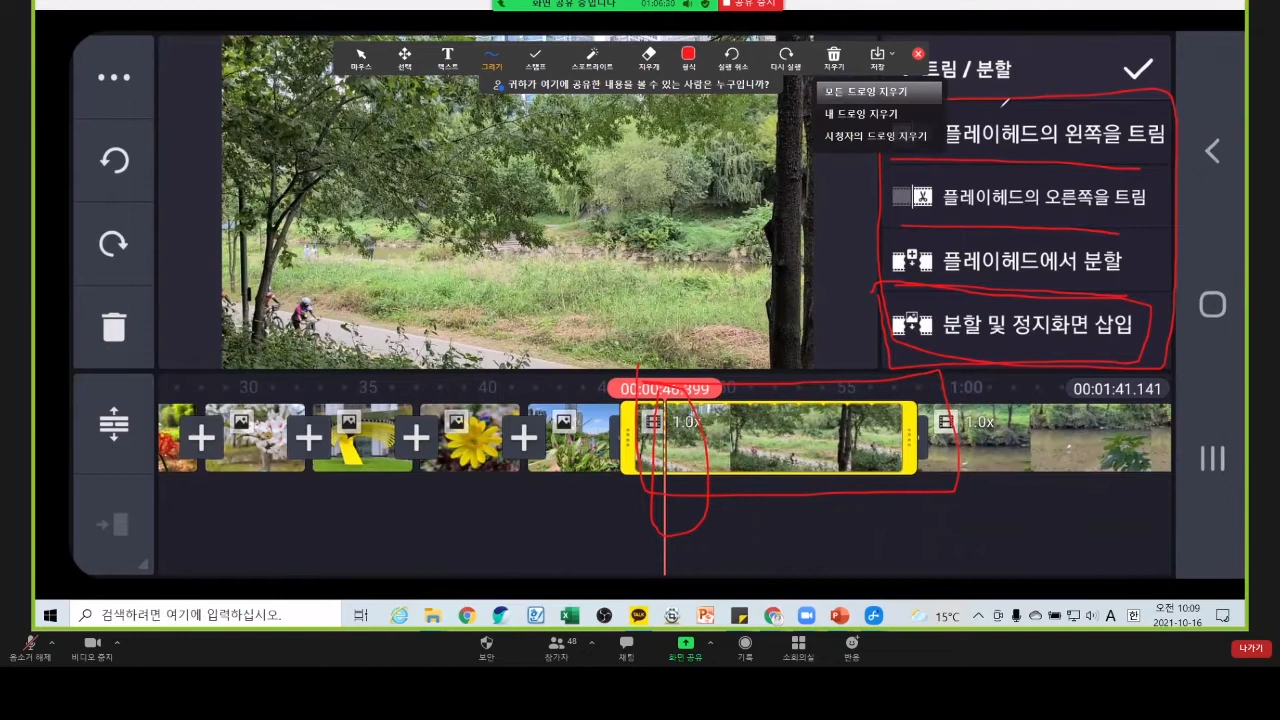 화면 공유 중입니다 01:06:30 공유 중지
마우스 선택 텍스트 그리기 스탬프 스포트라이트 지우개 형식 실행 취소 다시 실행 지우기 저장
귀하가 여기에 공유한 내용을 볼 수 있는 사람은 누구입니까?
모든 드로잉 지우기
내 드로잉 지우기
시청자의 드로잉 지우기
트림 / 분할
플레이헤드의 왼쪽을 트림
플레이헤드의 오른쪽을 트림
플레이헤드에서 분할
분할 및 정지화면 삽입
30 35 40 55 1:00
00:01:41.141
1.0x
1.0x
검색하려면 여기에 입력하십시오.
TALK
15°C
A
한
오전 10:09
2021-10-16
음소거 해제 비디오 중지 보안 참가자 48 채팅 화면 공유 기록 소회의실 반응 나가기